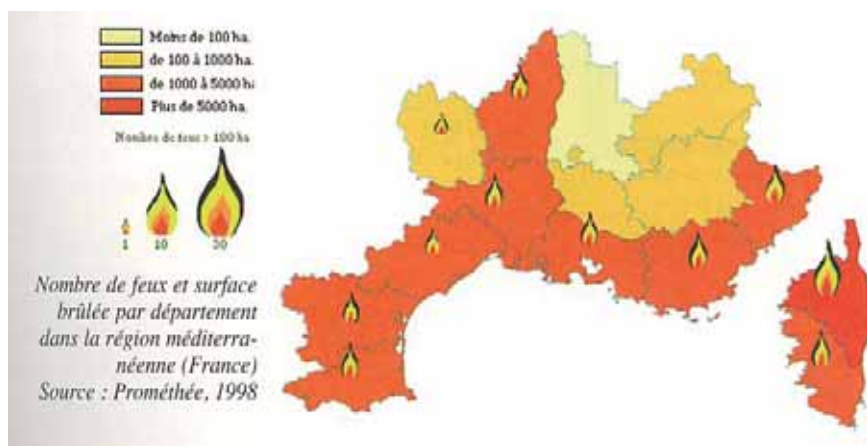 Moins de 100 ha.
de 100 à 1000 ha.
de 1000 à 5000 ha
Plus de 5000 ha.
Nombre de feux > 100 ha
1 10 30
Nombre de feux et surface
brûlée par département
dans la région méditerra-
néenne (France)
Source : Prométhée, 1998